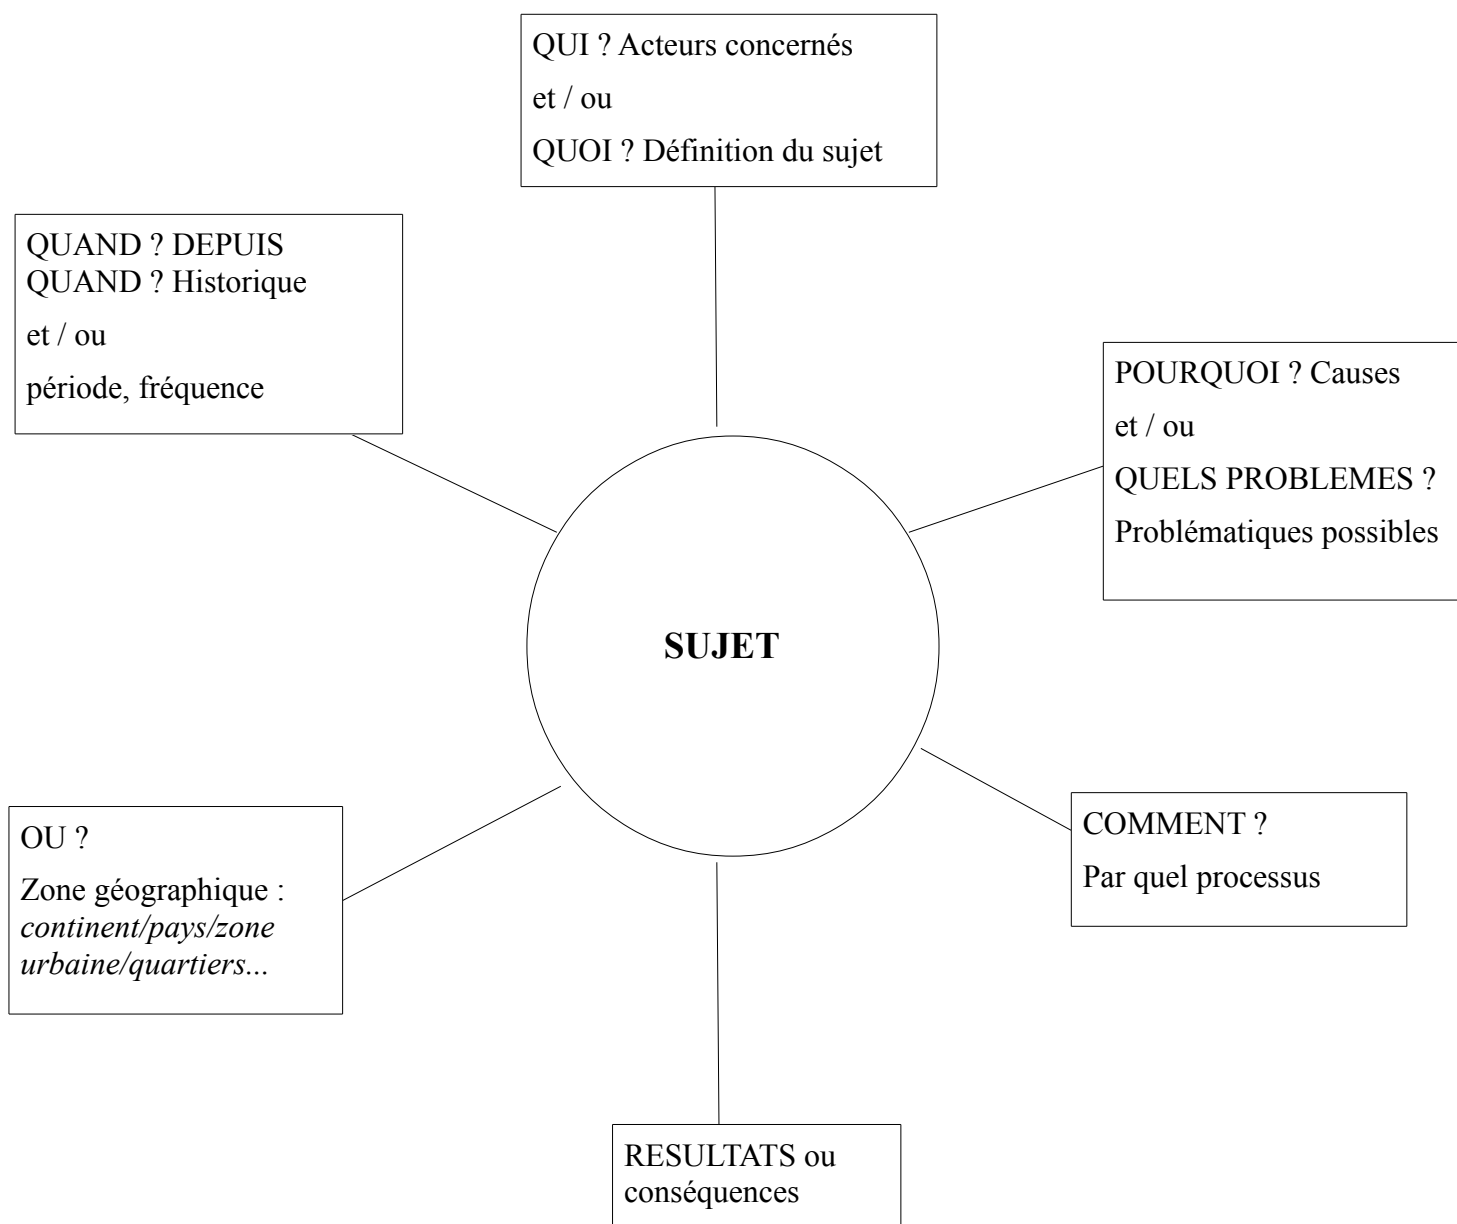 QUI ? Acteurs concernés
et / ou
QUOI ? Définition du sujet
QUAND ? DEPUIS
QUAND ? Historique
et / ou
période, fréquence
POURQUOI ? Causes
et / ou
QUELS PROBLEMES ?
Problématiques possibles
SUJET
OU ?
Zone géographique :
continent/pays/zone
urbaine/quartiers...
COMMENT ?
Par quel processus
RESULTATS ou
conséquences